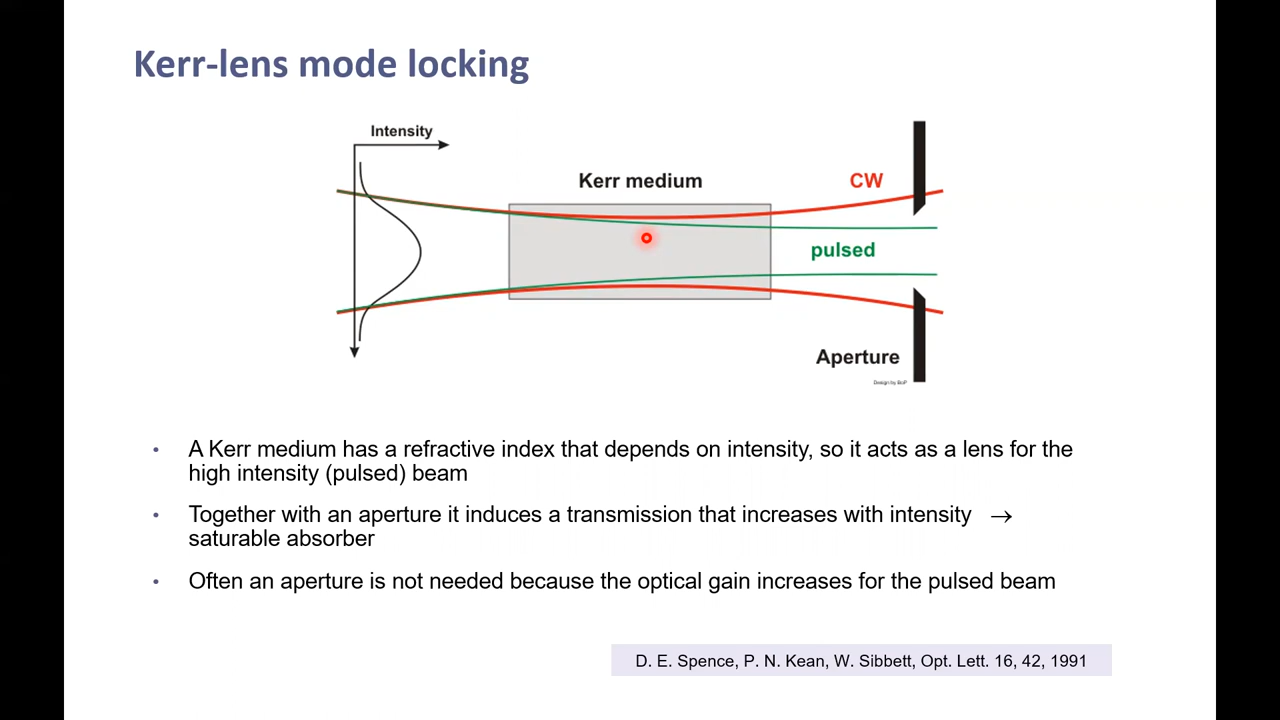 Kerr-lens mode locking
Intensity
Kerr medium
CW
pulsed
Aperture
Design by BoP
• A Kerr medium has a refractive index that depends on intensity, so it acts as a lens for the
high intensity (pulsed) beam
• Together with an aperture it induces a transmission that increases with intensity →
saturable absorber
• Often an aperture is not needed because the optical gain increases for the pulsed beam
D. E. Spence, P. N. Kean, W. Sibbett, Opt. Lett. 16, 42, 1991